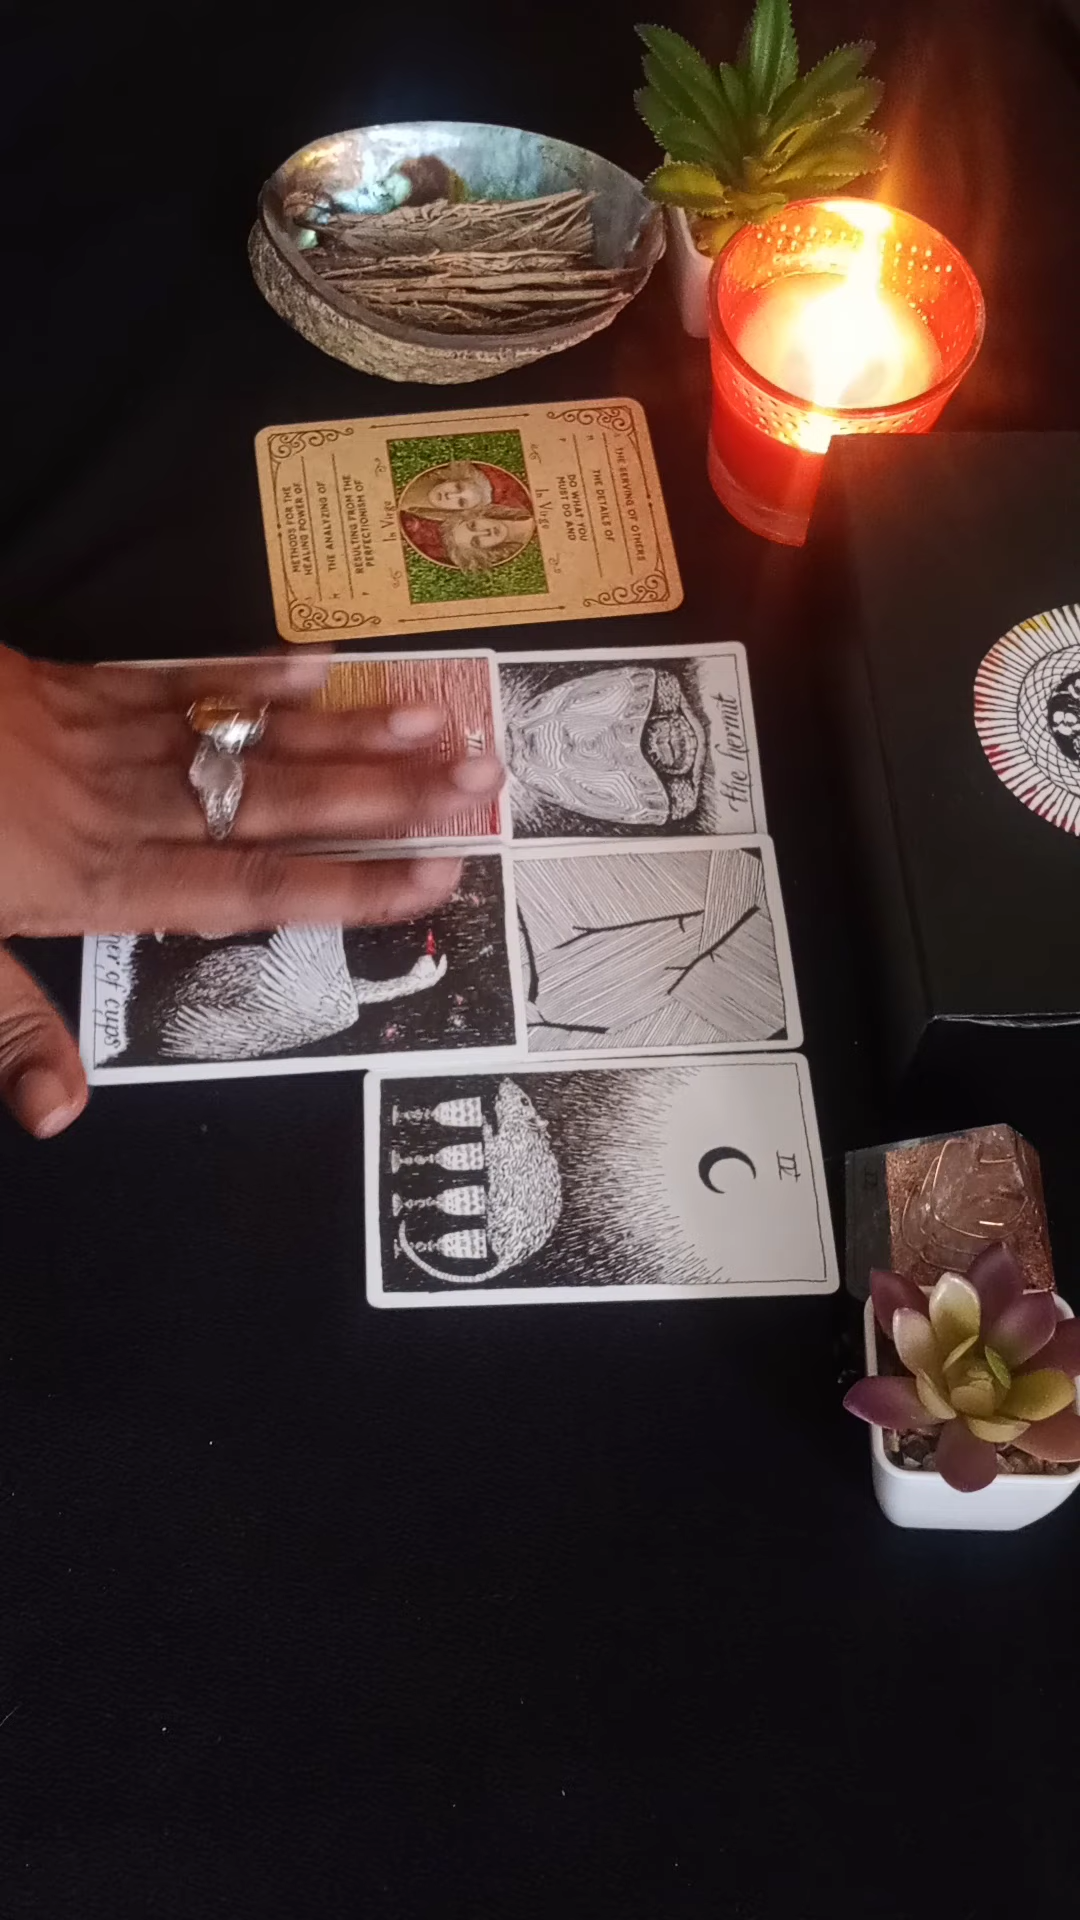 METHODS FOR THE
HEALING POWER OF
THE ANALYZING OF
RESULTING FROM THE
PERFECTIONISM OF
In Virgo
In Virgo
DO WHAT YOU
MUST DO AND
THE DETAILS OF
THE SERVING OF OTHERS
the hermit
of cups
IV